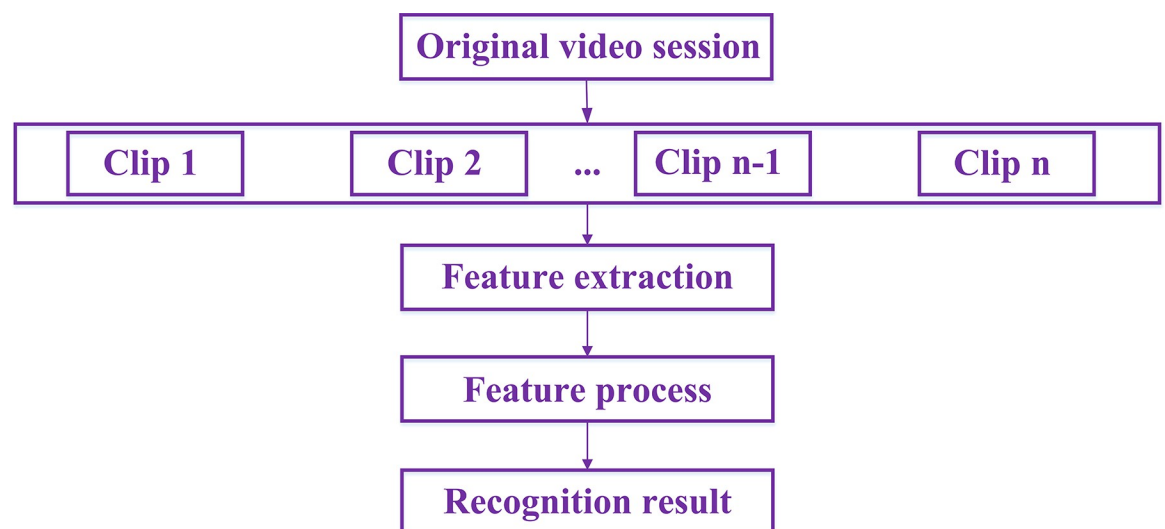 Original video session
Clip 1 Clip 2 ... Clip n-1 Clip n
Feature extraction
Feature process
Recognition result